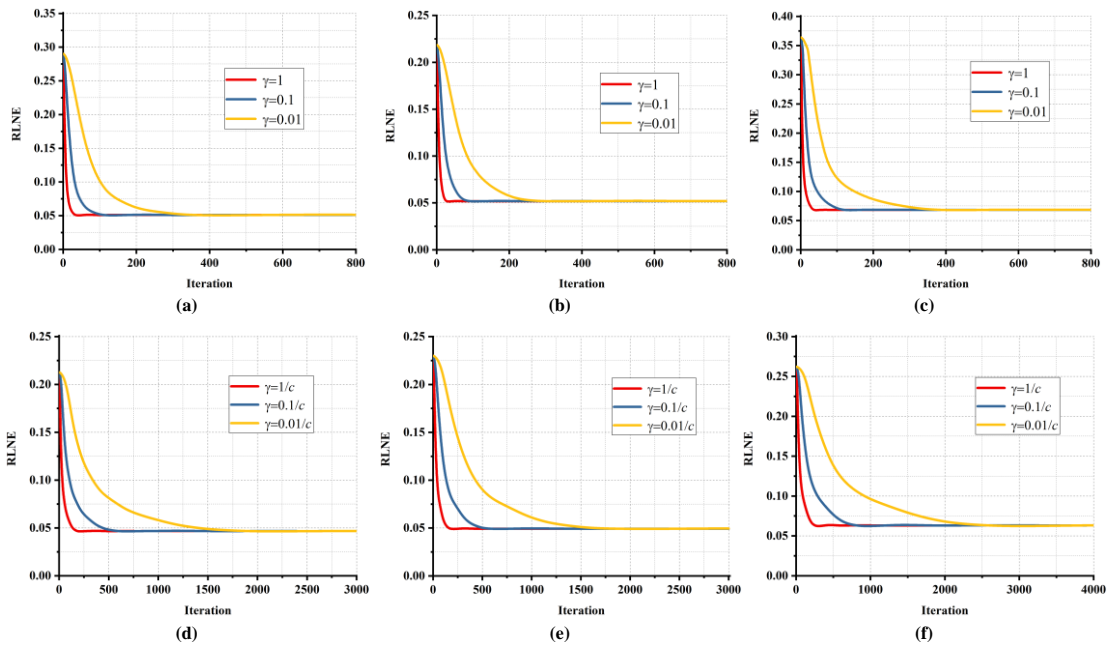 0.35
0.30
0.25
0.20
0.15
0.10
0.05
0.00
RLNE
γ=1
γ=0.1
γ=0.01
0 200 400 600 800
Iteration
(a)
0.25
0.20
0.15
0.10
0.05
0.00
RLNE
γ=1
γ=0.1
γ=0.01
0 200 400 600 800
Iteration
(b)
0.40
0.35
0.30
0.25
0.20
0.15
0.10
0.05
0.00
RLNE
γ=1
γ=0.1
γ=0.01
0 200 400 600 800
Iteration
(c)
0.25
0.20
0.15
0.10
0.05
0.00
RLNE
γ=1/c
γ=0.1/c
γ=0.01/c
0 500 1000 1500 2000 2500 3000
Iteration
(d)
0.25
0.20
0.15
0.10
0.05
0.00
RLNE
γ=1/c
γ=0.1/c
γ=0.01/c
0 500 1000 1500 2000 2500 3000
Iteration
(e)
0.30
0.25
0.20
0.15
0.10
0.05
0.00
RLNE
γ=1/c
γ=0.1/c
γ=0.01/c
0 1000 2000 3000 4000
Iteration
(f)